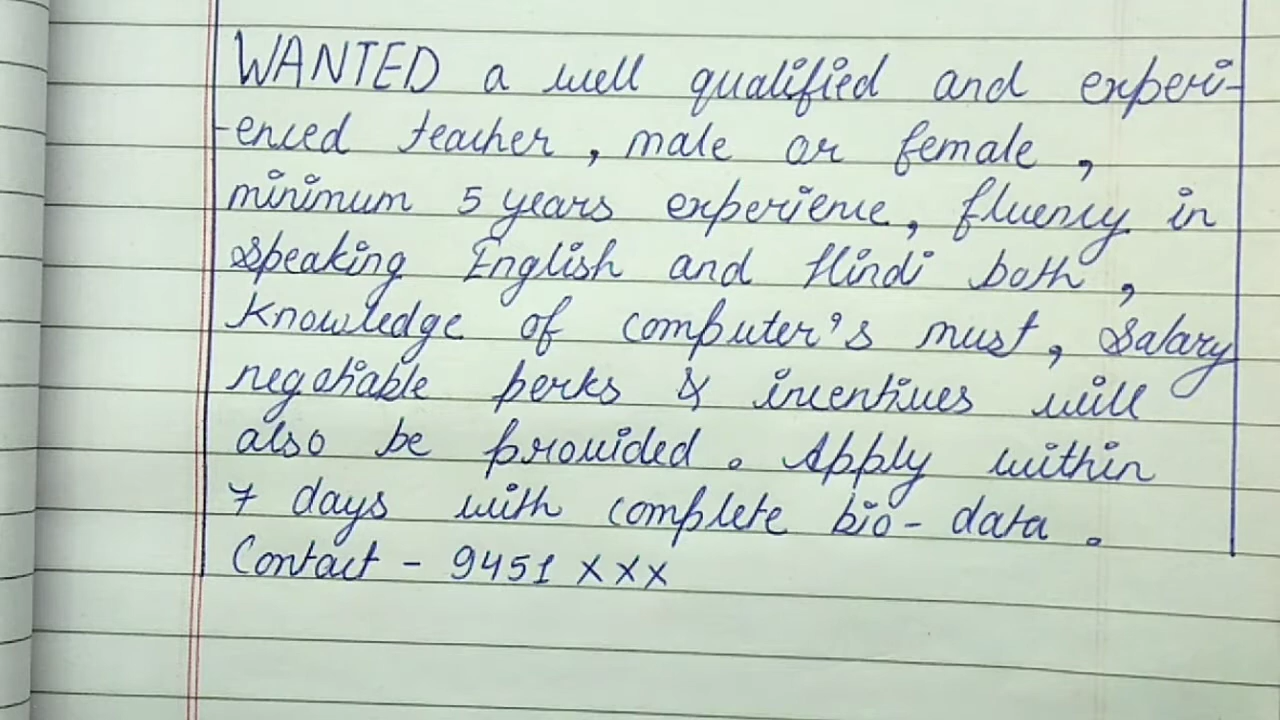 WANTED a well qualified and experi-
-enced teacher, male or female,
minimum 5 years experience, fluency in
speaking English and Hindi both,
knowledge of computer's must, salary
negotiable perks & incentives will
also be provided. Apply within
7 days with complete bio-data.
Contact - 9451 XXX